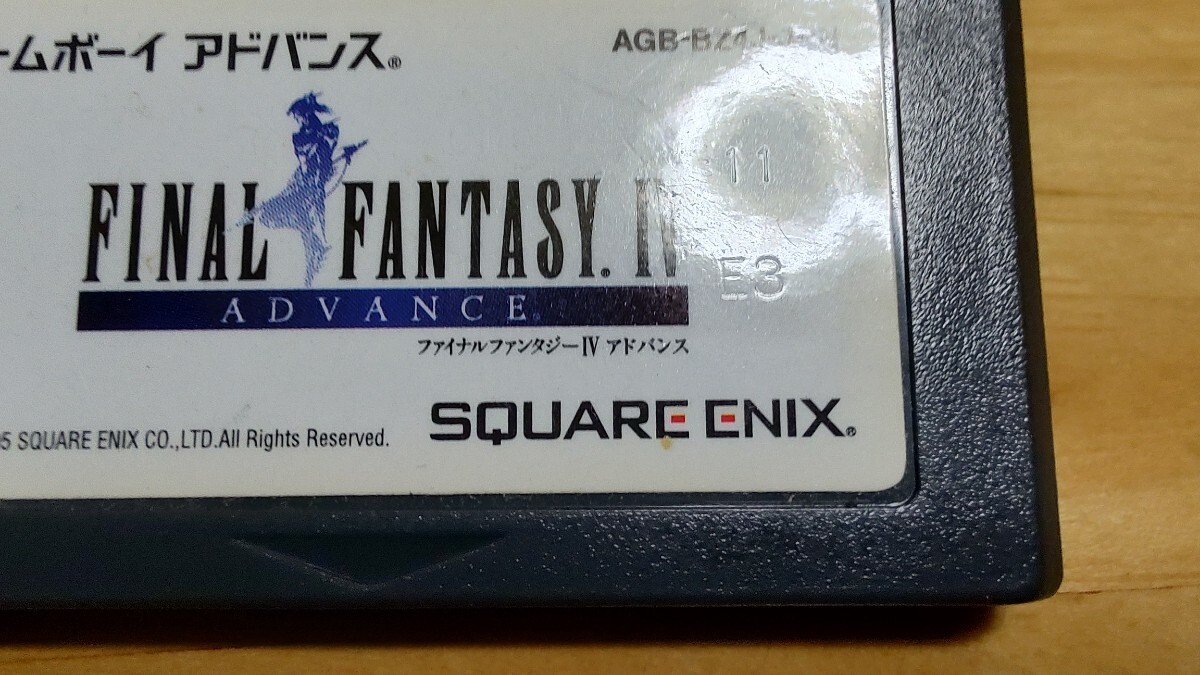 ームボーイ アドバンス®
11
FINAL FANTASY. IV
E3
ADVANCE
ファイナルファンタジーIV アドバンス
SQUARE ENIX®
5 SQUARE ENIX CO.,LTD.All Rights Reserved.